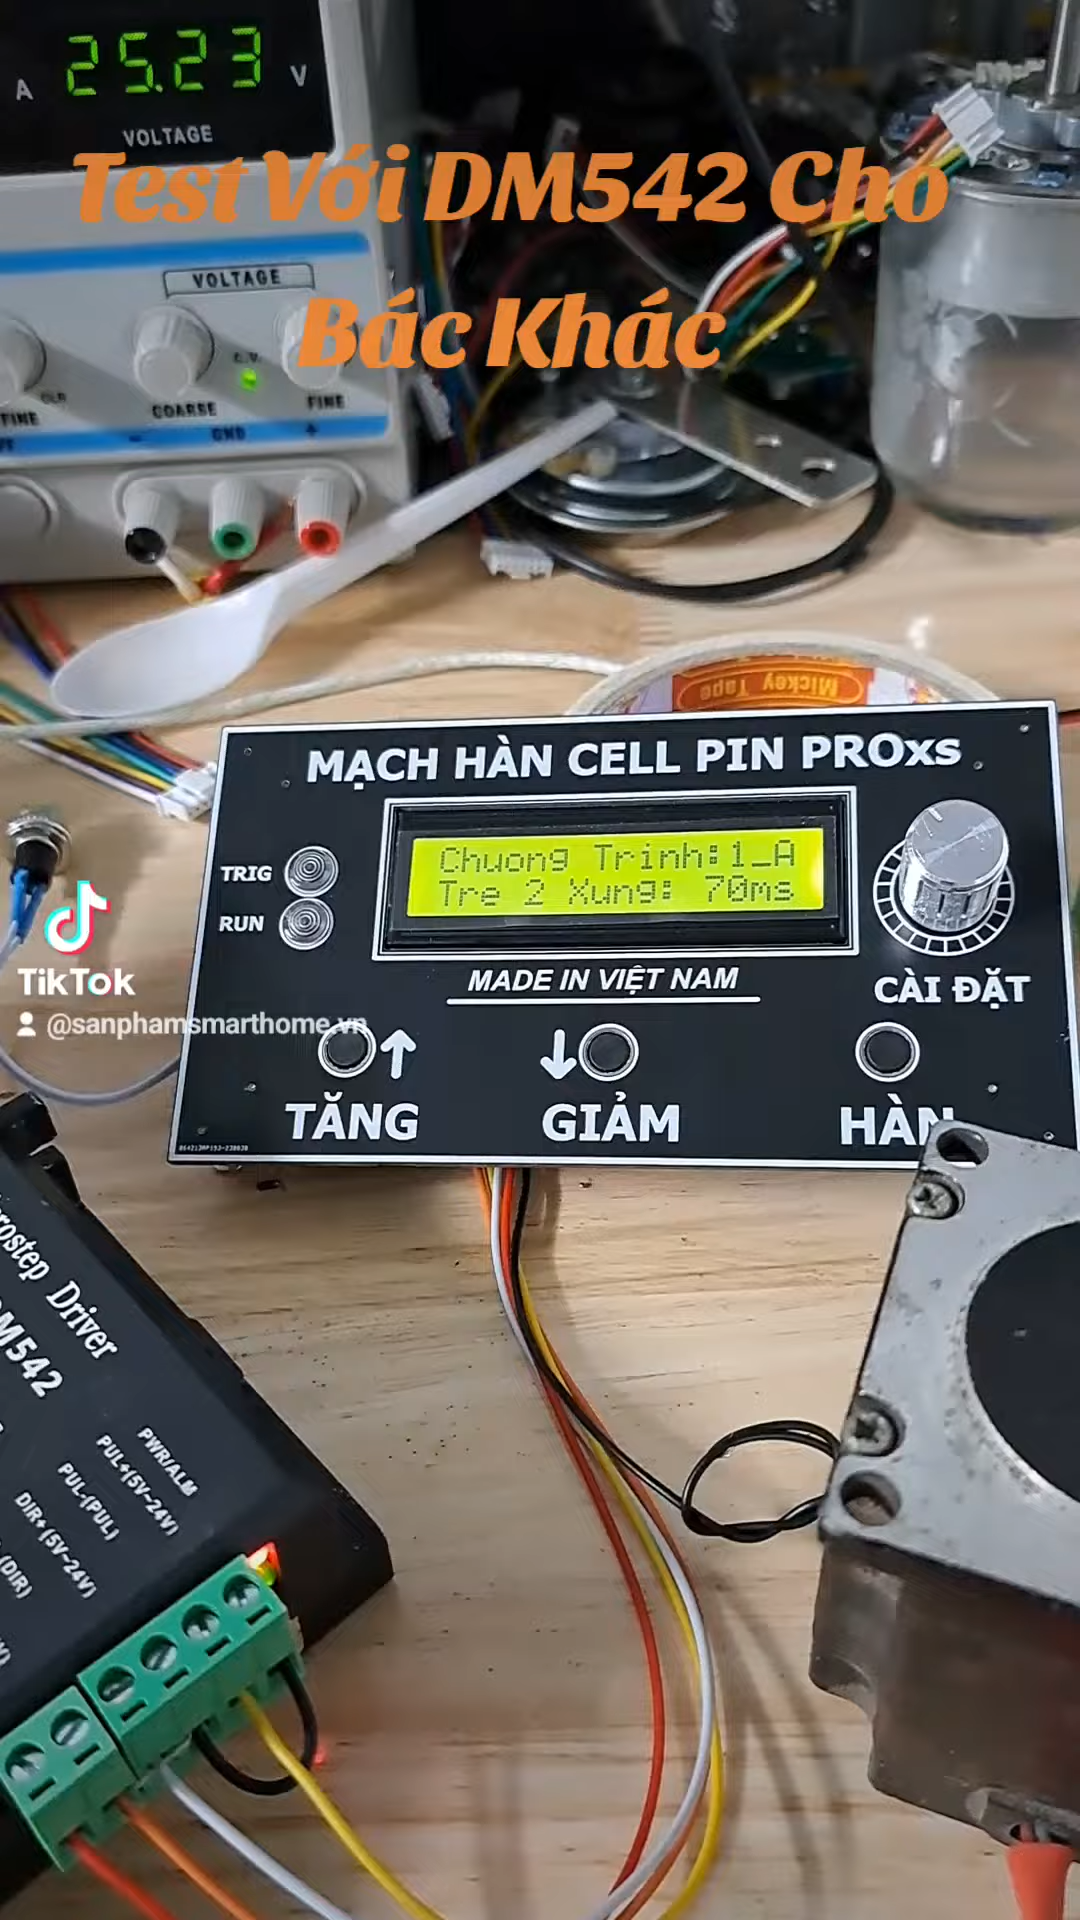 A 25.23 V
VOLTAGE
Test Với DM542 Cho
Bác Khác
VOLTAGE
C.V
CLR
FINE
COARSE
FINE
GND
Mickey Tape
MẠCH HÀN CELL PIN PROxs
TRIG
RUN
Chuong Trinh:1_A
Tre 2 Xung: 70ms
MADE IN VIỆT NAM
CÀI ĐẶT
TikTok
@sanphamsmarthome.vn
TĂNG
GIẢM
HÀN
Driver
M542
PWR/ALM
PUL+(5V~24V)
PUL-(PUL)
DIR+(5V~24V)
(DIR)